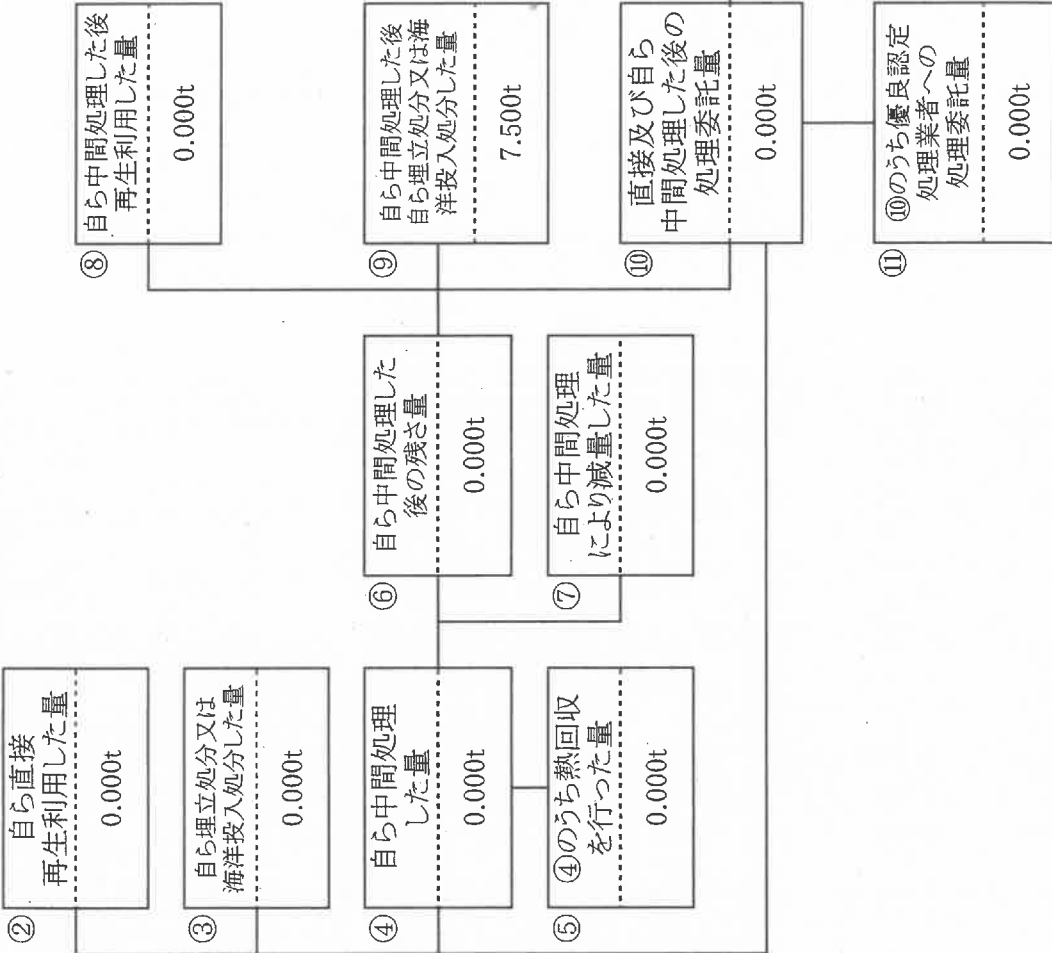 ②
自ら直接
再生利用した量
0.000t
③
自ら埋立処分又は
海洋投入処分した量
0.000t
④
自ら中間処理
した量
0.000t
⑤
④のうち熱回収
を行った量
0.000t
⑥
自ら中間処理した
後の残さ量
0.000t
⑦
自ら中間処理
により減量した量
0.000t
⑧
自ら中間処理した後
再生利用した量
0.000t
⑨
自ら中間処理した後
自ら埋立処分又は海
洋投入処分した量
7.500t
⑩
直接及び自ら
中間処理した後の
処理委託量
0.000t
⑪
⑩のうち優良認定
処理業者への
処理委託量
0.000t